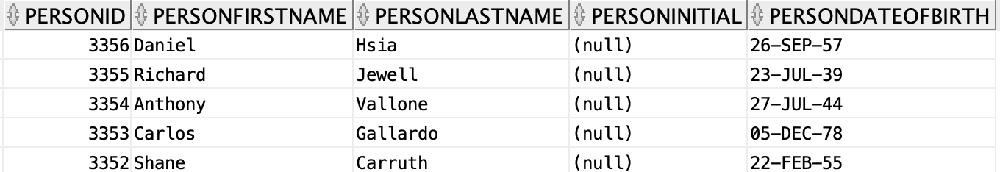 PERSONID PERSONFIRSTNAME PERSONLASTNAME PERSONINITIAL PERSONDATEOFBIRTH
3356 Daniel Hsia (null) 26-SEP-57
3355 Richard Jewell (null) 23-JUL-39
3354 Anthony Vallone (null) 27-JUL-44
3353 Carlos Gallardo (null) 05-DEC-78
3352 Shane Carruth (null) 22-FEB-55